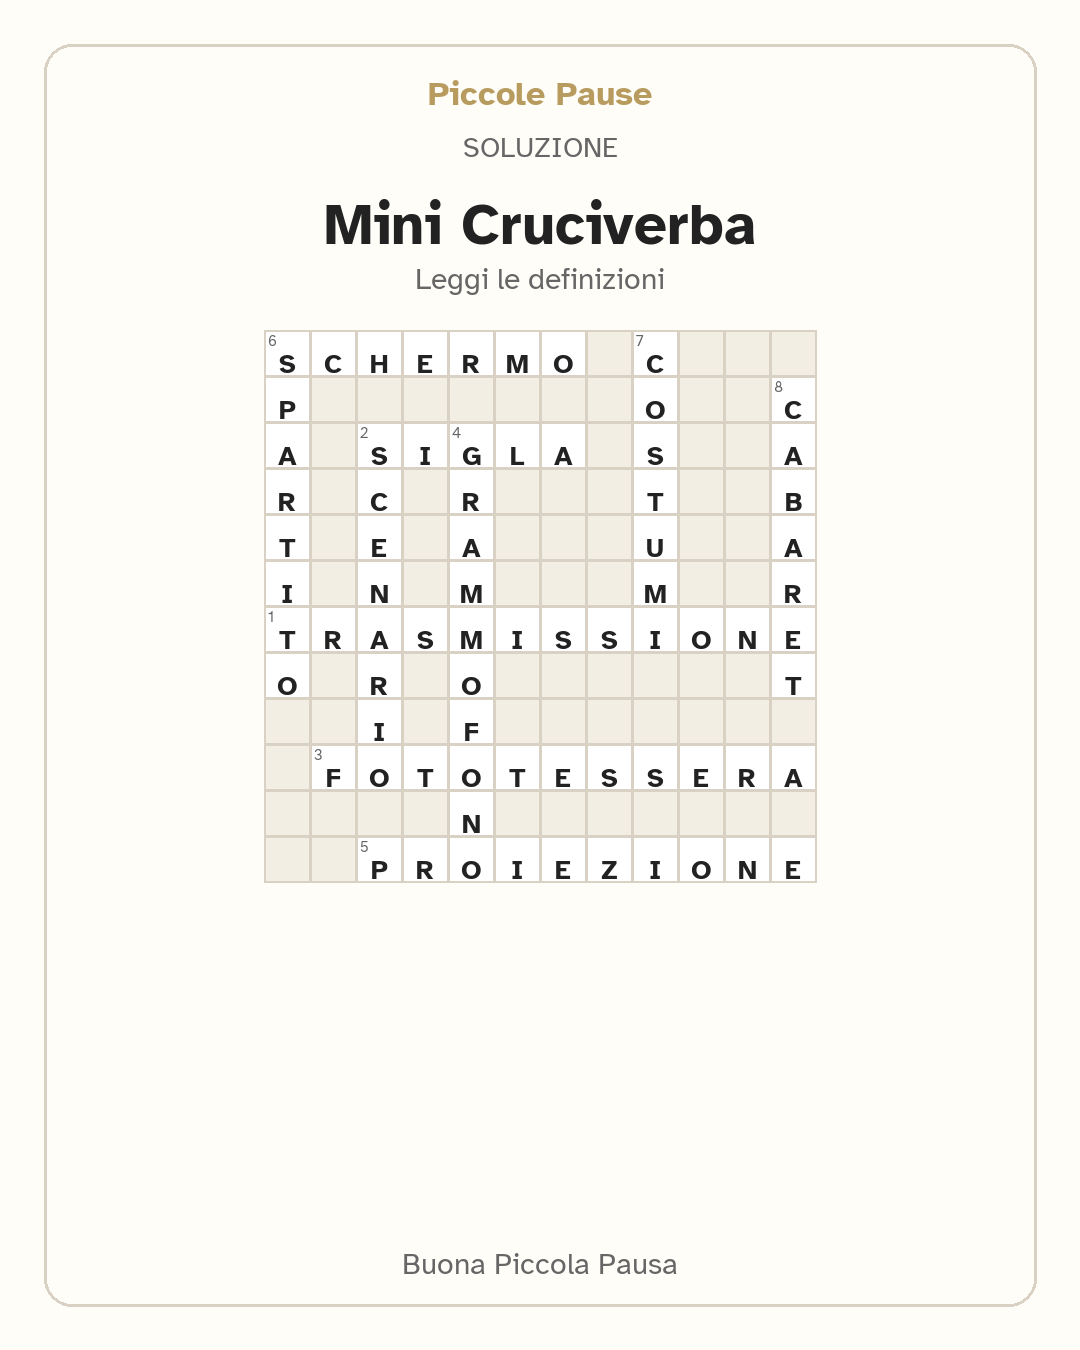 Piccole Pause
SOLUZIONE
Mini Cruciverba
Leggi le definizioni
6 7
S C H E R M O C
8
P O C
2 4
A S I G L A S A
R C R T B
T E A U A
I N M M R
1
T R A S M I S S I O N E
O R O T
I F
3
F O T O T E S S E R A
N
5
P R O I E Z I O N E
Buona Piccola Pausa